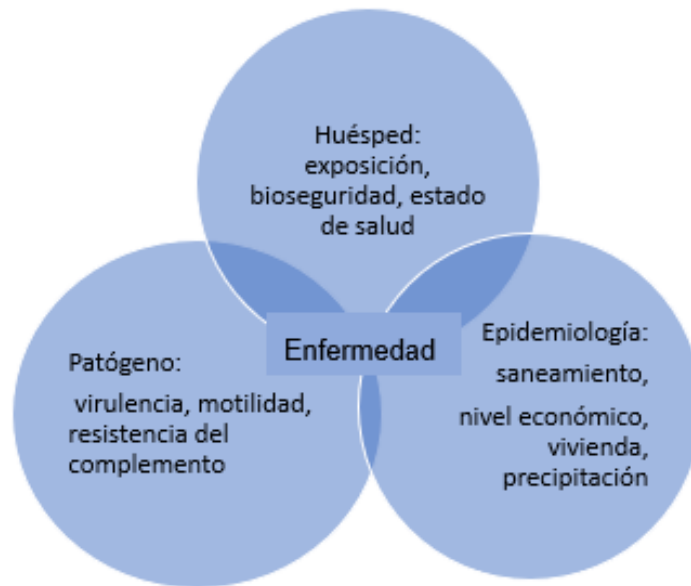 Huésped:
exposición,
bioseguridad, estado
de salud
Enfermedad
Patógeno:
virulencia, motilidad,
resistencia del
complemento
Epidemiología:
saneamiento,
nivel económico,
vivienda,
precipitación